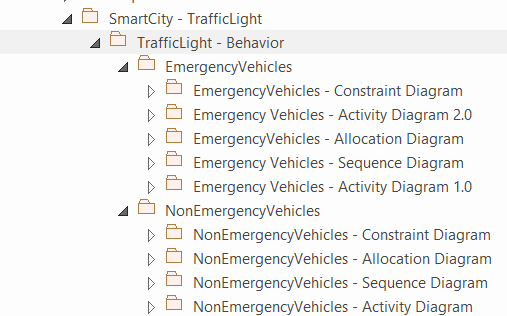 SmartCity - TrafficLight
TrafficLight - Behavior
EmergencyVehicles
EmergencyVehicles - Constraint Diagram
Emergency Vehicles - Activity Diagram 2.0
EmergencyVehicles - Allocation Diagram
Emergency Vehicles - Sequence Diagram
Emergency Vehicles - Activity Diagram 1.0
NonEmergencyVehicles
NonEmergencyVehicles - Constraint Diagram
NonEmergencyVehicles - Allocation Diagram
NonEmergencyVehicles - Sequence Diagram
NonEmergencyVehicles - Activity Diagram